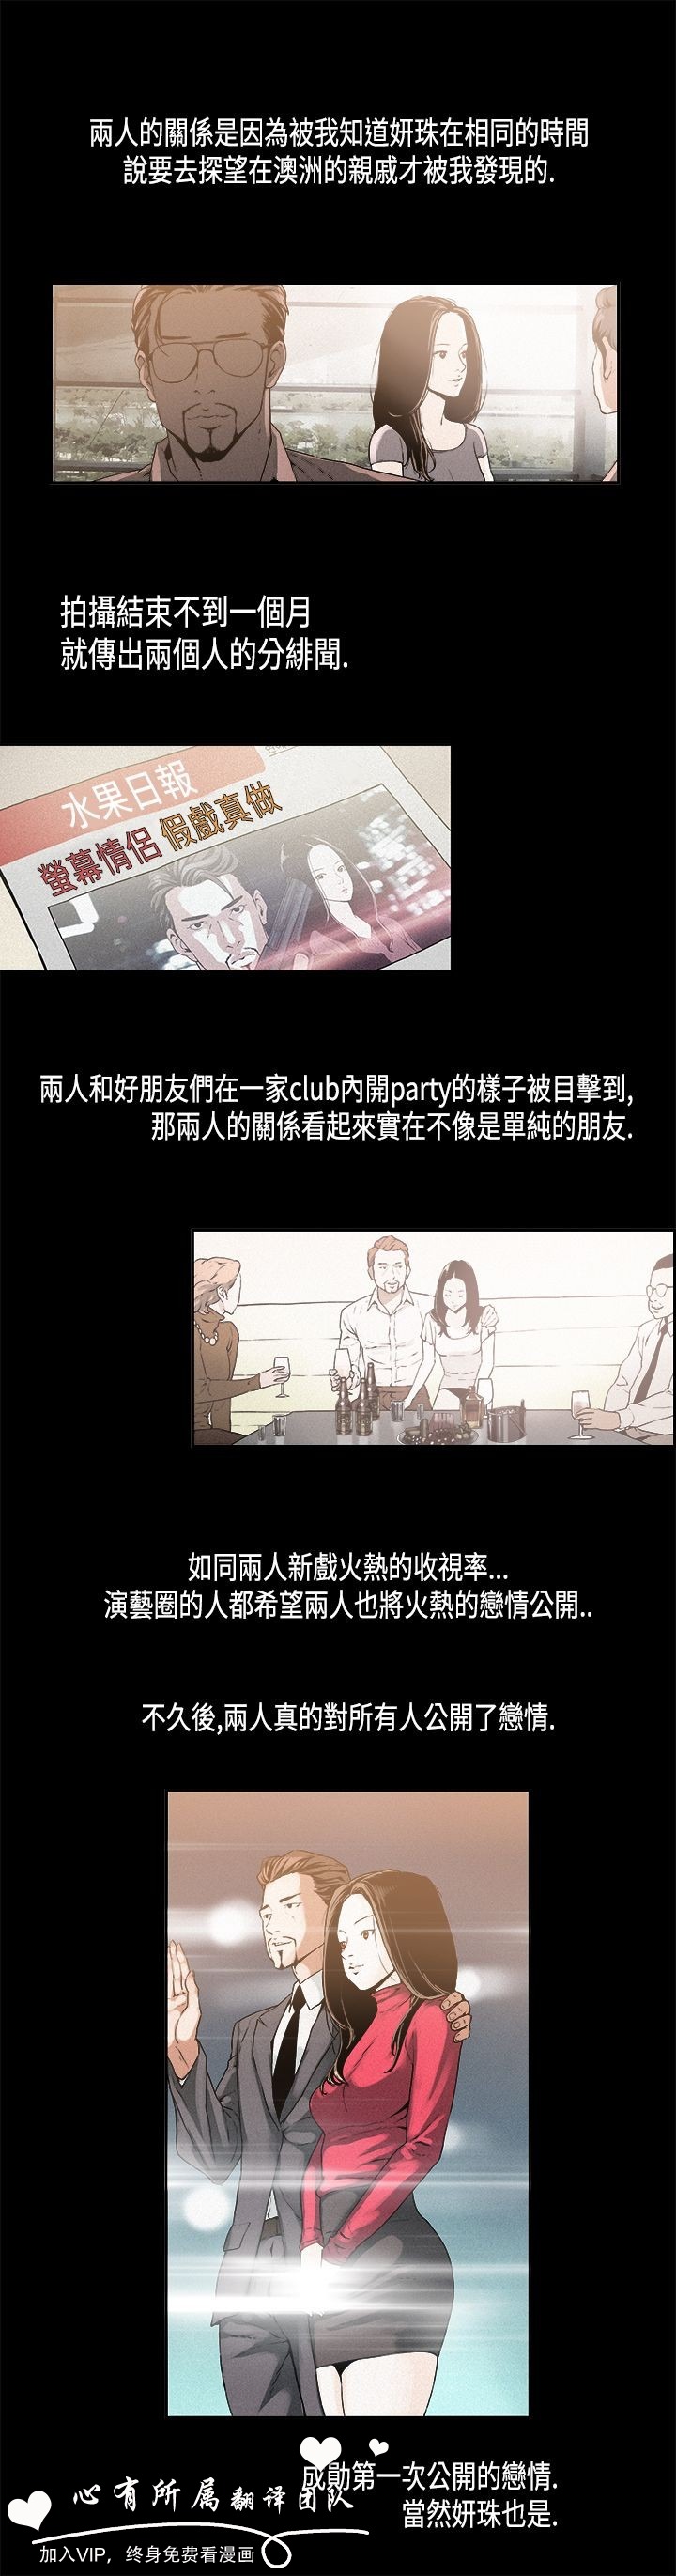 兩人的關係是因為被我知道妍珠在相同的時間
說要去探望在澳洲的親戚才被我發現的.
拍攝結束不到一個月
就傳出兩個人的分緋聞.
水果日報
螢幕情侶 假戲真做
兩人和好朋友們在一家club內開party的樣子被目擊到,
那兩人的關係看起來實在不像是單純的朋友.
如同兩人新戲火熱的收視率...
演藝圈的人都希望兩人也將火熱的戀情公開..
不久後,兩人真的對所有人公開了戀情.
成勛第一次公開的戀情.
當然妍珠也是.
心有所属翻译团队
加入VIP，终身免费看漫画